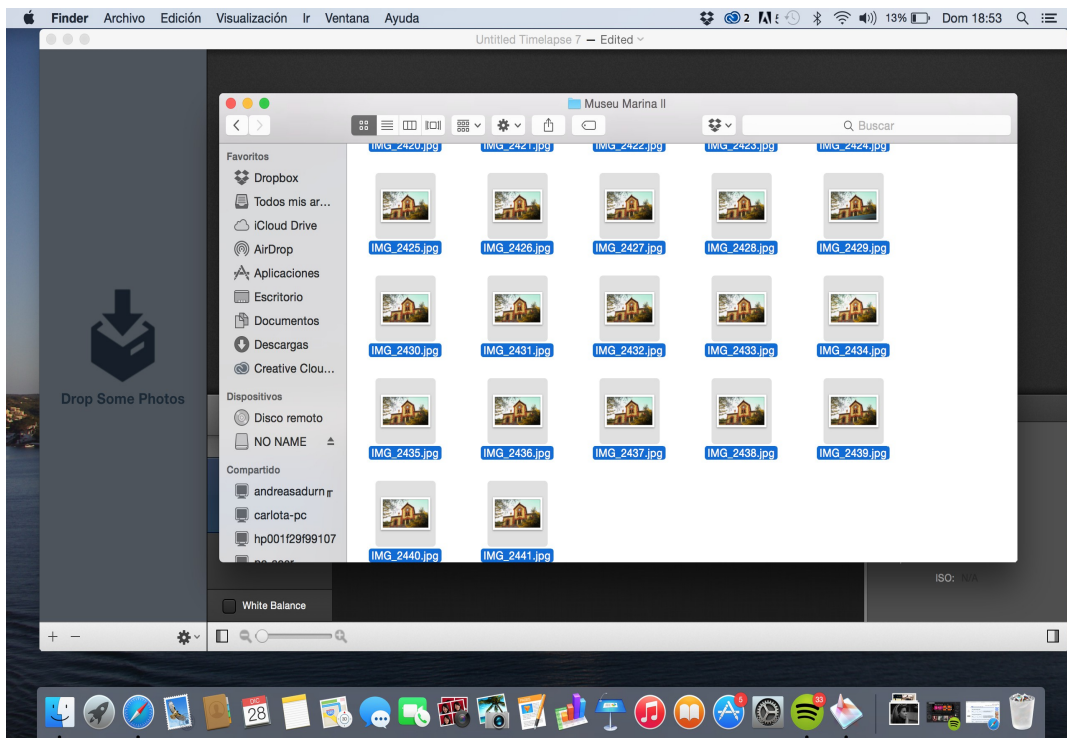 Finder Archivo Edición Visualización Ir Ventana Ayuda 2 13% Dom 18:53
Untitled Timelapse 7 — Edited
Museu Marina II
Buscar
Favoritos
Dropbox
Todos mis ar...
iCloud Drive
AirDrop
Aplicaciones
Escritorio
Documentos
Descargas
Creative Clou...
Dispositivos
Disco remoto
NO NAME
Compartido
andreasadurn
carlota-pc
hp001f29f99107
IMG_2420.jpg IMG_2421.jpg IMG_2422.jpg IMG_2423.jpg IMG_2424.jpg
IMG_2425.jpg IMG_2426.jpg IMG_2427.jpg IMG_2428.jpg IMG_2429.jpg
IMG_2430.jpg IMG_2431.jpg IMG_2432.jpg IMG_2433.jpg IMG_2434.jpg
IMG_2435.jpg IMG_2436.jpg IMG_2437.jpg IMG_2438.jpg IMG_2439.jpg
IMG_2440.jpg IMG_2441.jpg
Drop Some Photos
ISO: N/A
White Balance
DIC
28
5
33